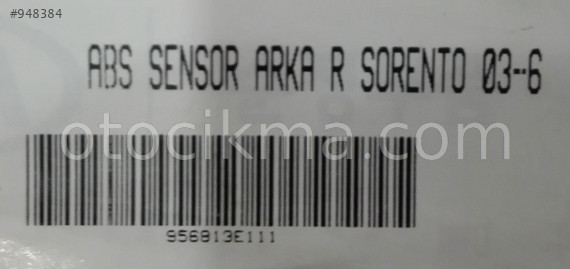 #948384
ABS SENSOR ARKA R SORENTO 03--6
otocikma.com
956813E111